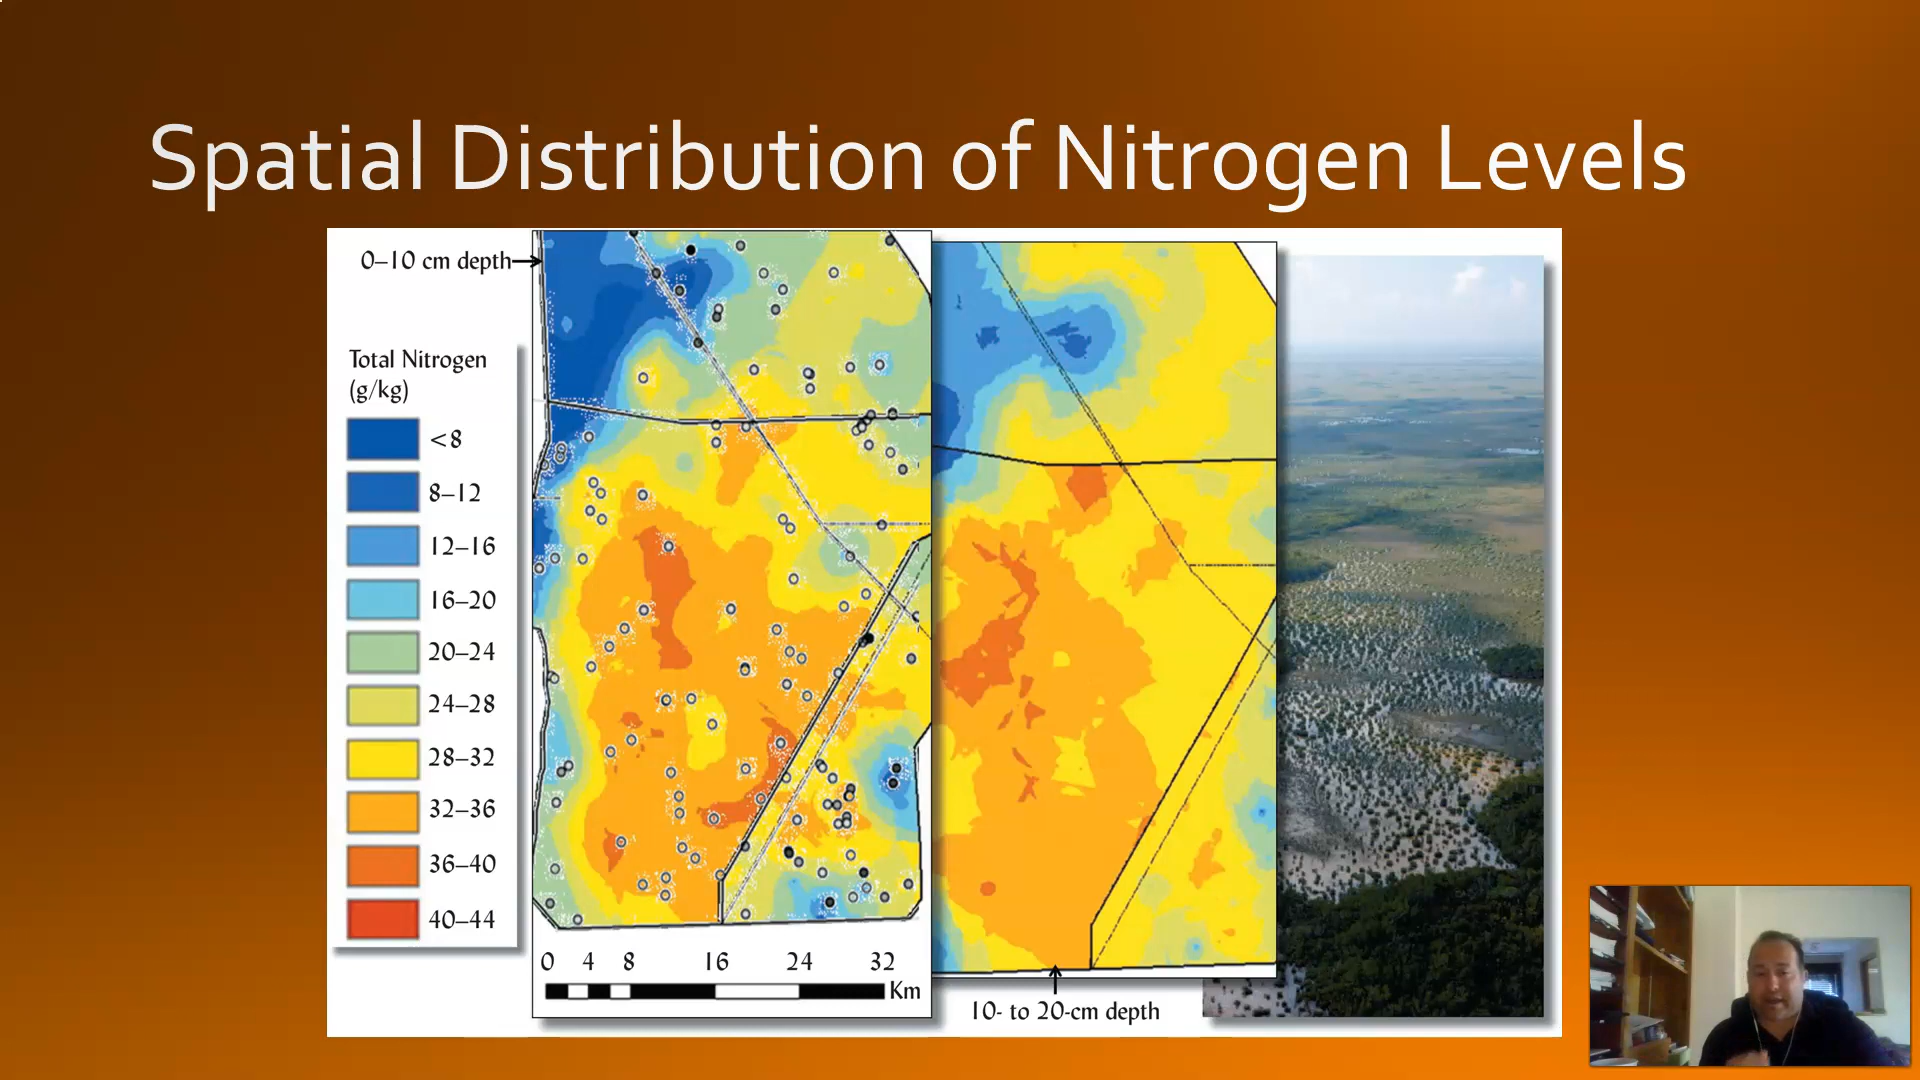 Spatial Distribution of Nitrogen Levels
0–10 cm depth
Total Nitrogen
(g/kg)
<8
8–12
12–16
16–20
20–24
24–28
28–32
32–36
36–40
40–44
0 4 8 16 24 32
Km
10- to 20-cm depth